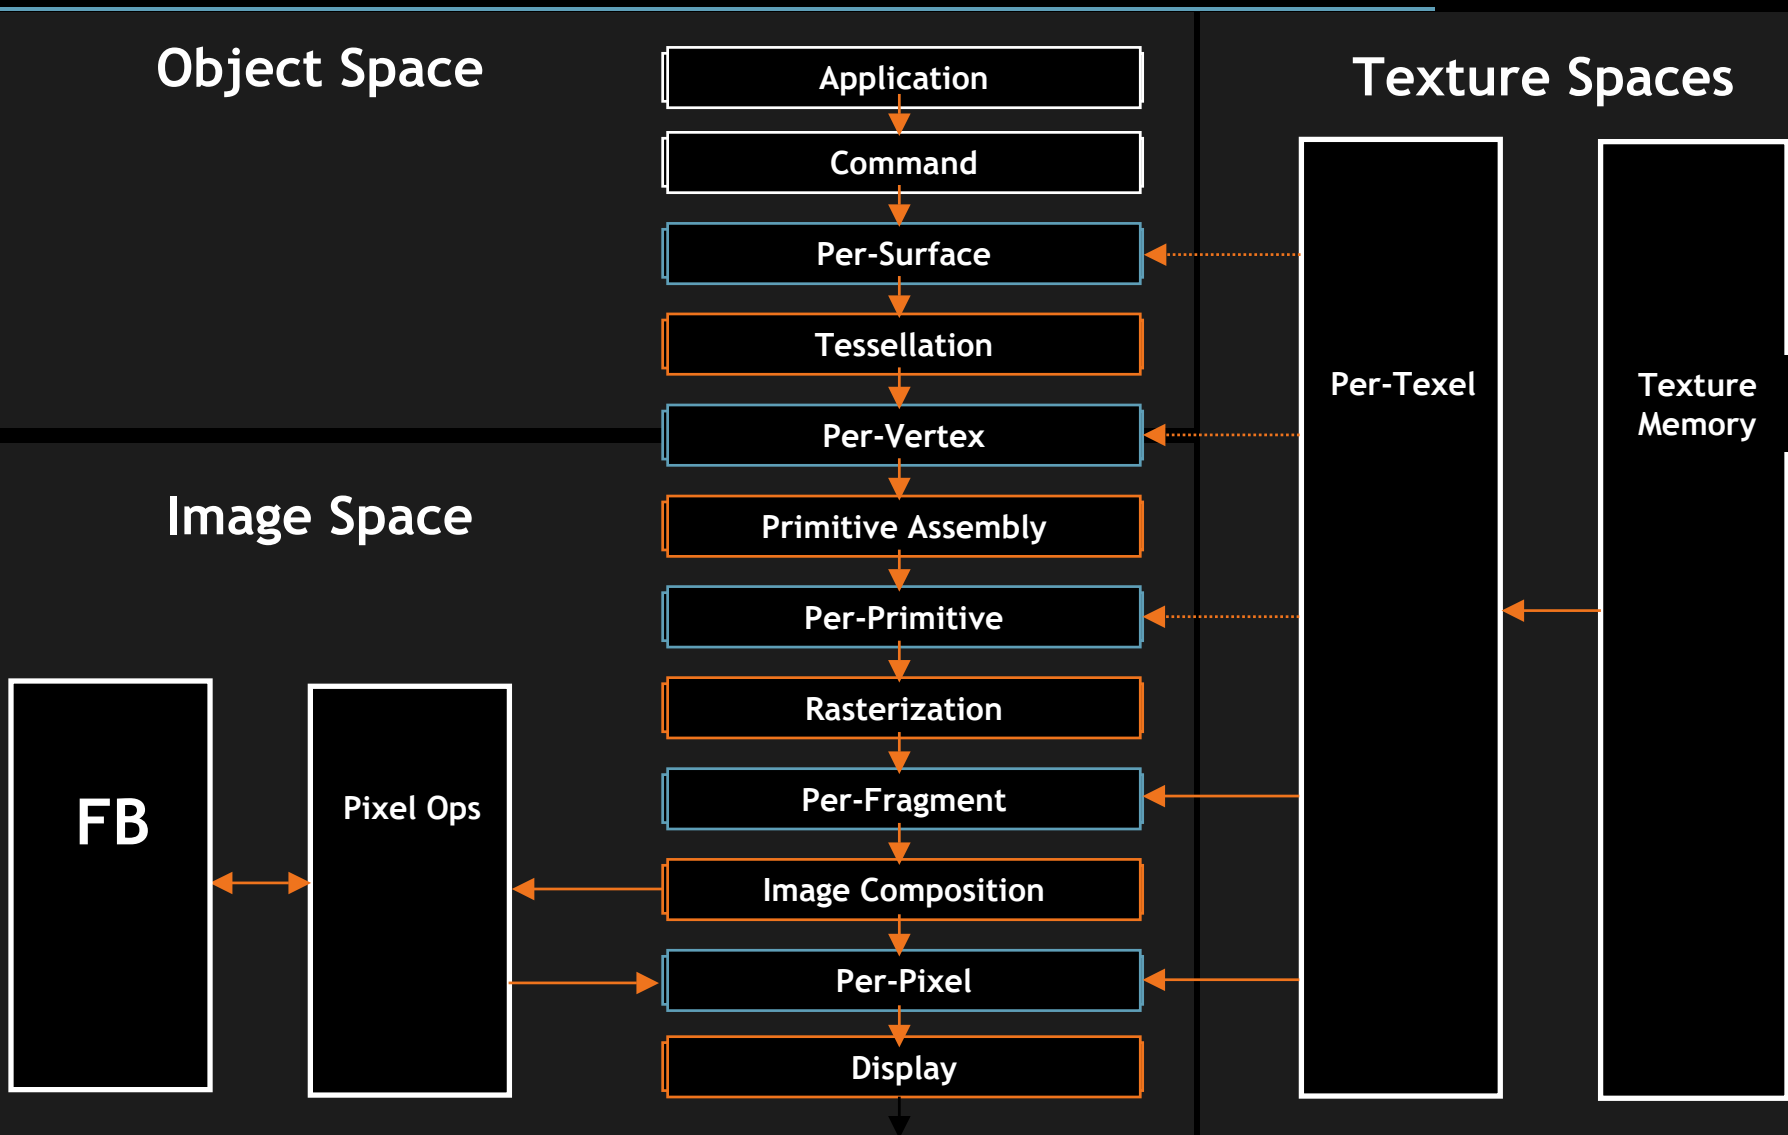 Object Space
Application
Texture Spaces
Command
Per-Surface
Tessellation
Per-Texel
Texture
Memory
Per-Vertex
Image Space
Primitive Assembly
Per-Primitive
Rasterization
FB
Pixel Ops
Per-Fragment
Image Composition
Per-Pixel
Display